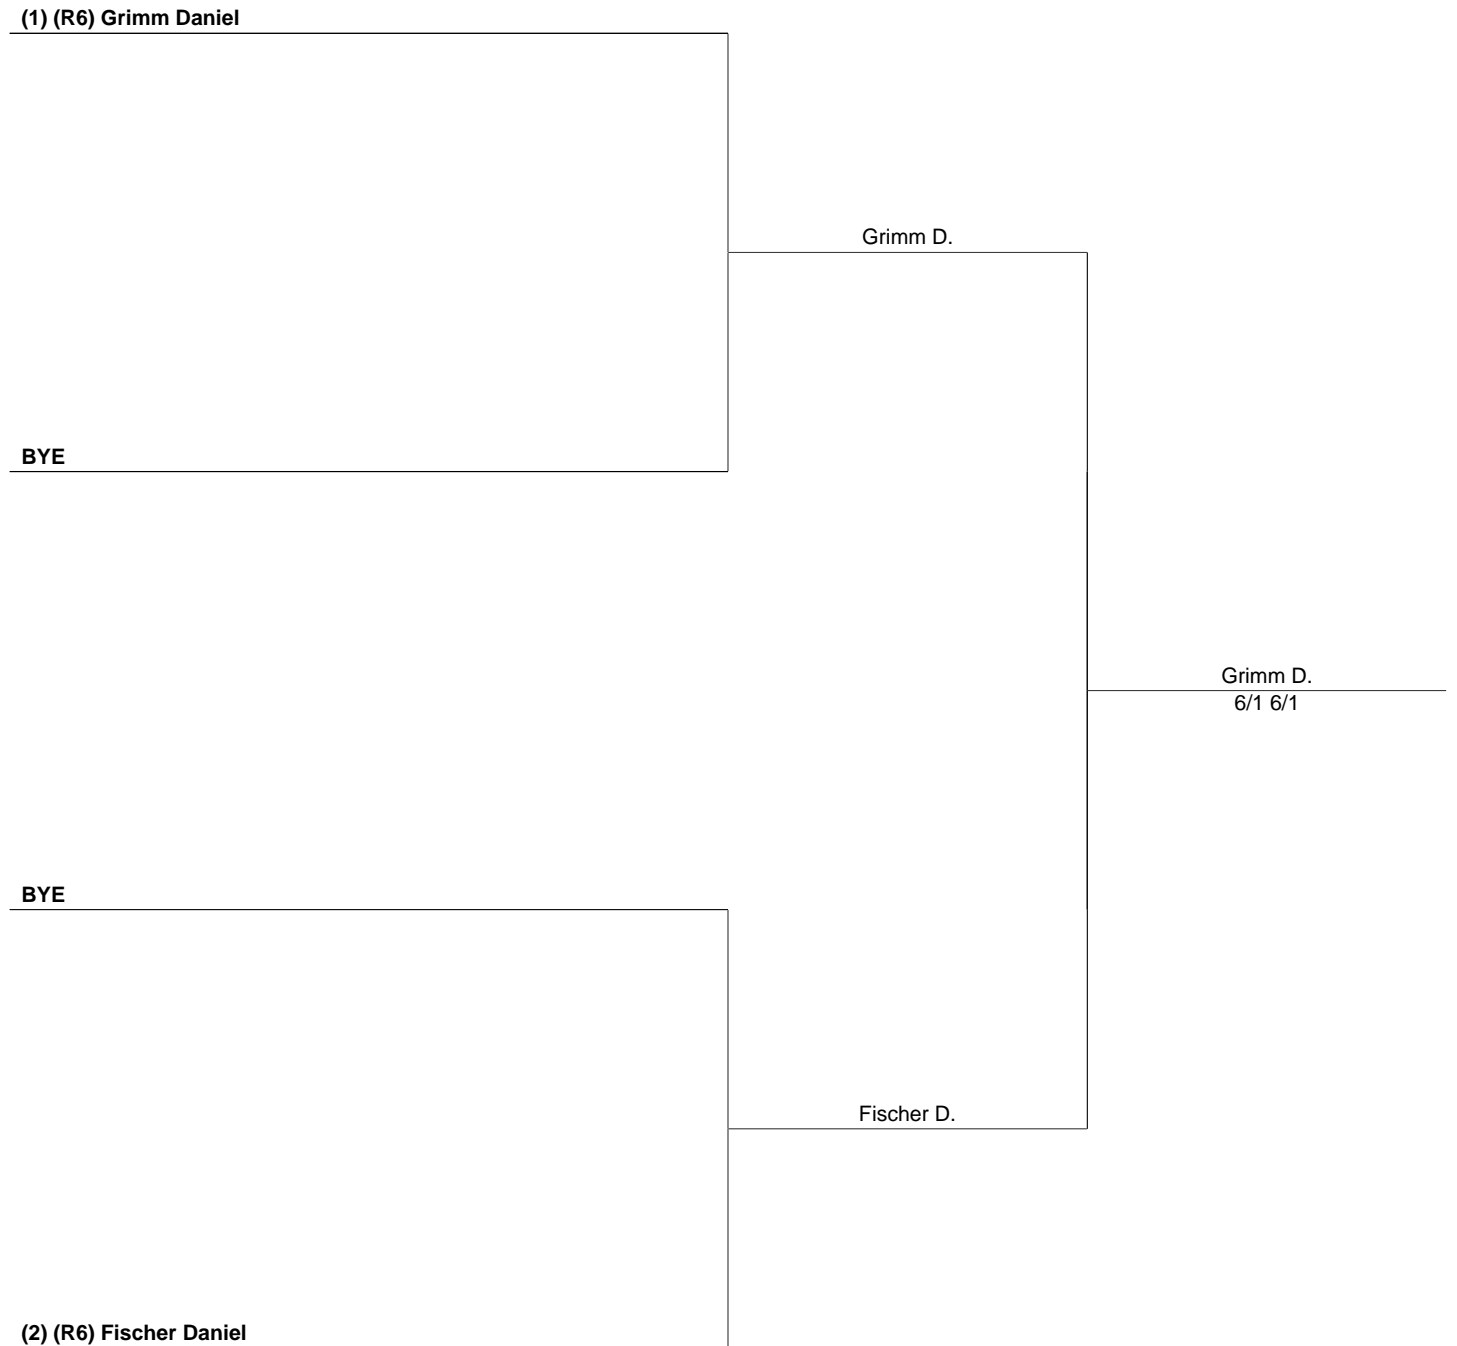 (1) (R6) Grimm Daniel
Grimm D.
BYE
Grimm D.
6/1 6/1
BYE
Fischer D.
(2) (R6) Fischer Daniel